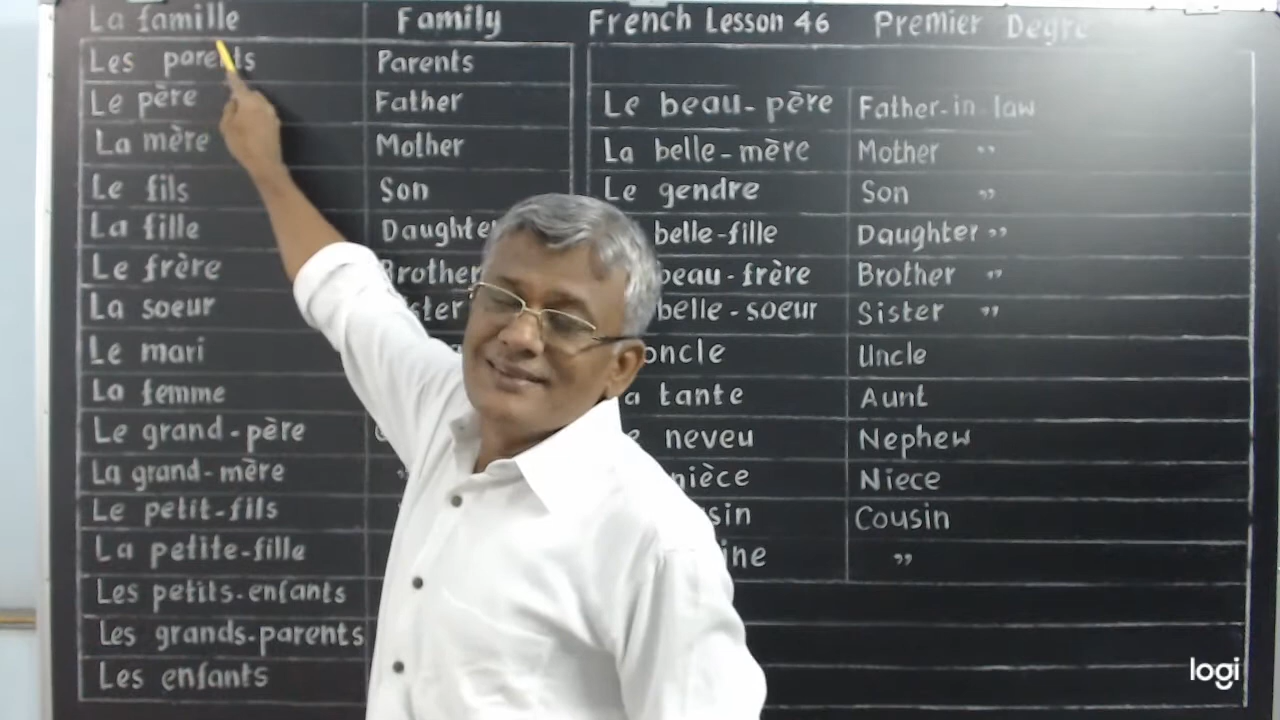 La famille Family French Lesson 46 Premier Degre
Les parents Parents
Le père Father Le beau-père Father-in law
La mère Mother La belle-mère Mother ”
Le fils Son Le gendre Son ”
La fille Daughter belle-fille Daughter ”
Le frère Brother beau-frère Brother ”
La soeur belle-soeur Sister ”
Le mari oncle Uncle
La femme tante Aunt
Le grand-père neveu Nephew
La grand-mère nièce Niece
Le petit-fils Cousin
La petite-fille ”
Les petits-enfants
Les grands-parents
Les enfants
logi